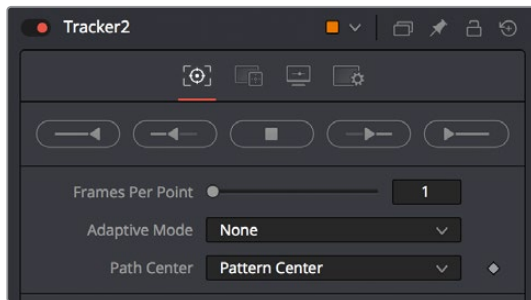 Tracker2
Frames Per Point 1
Adaptive Mode None
Path Center Pattern Center